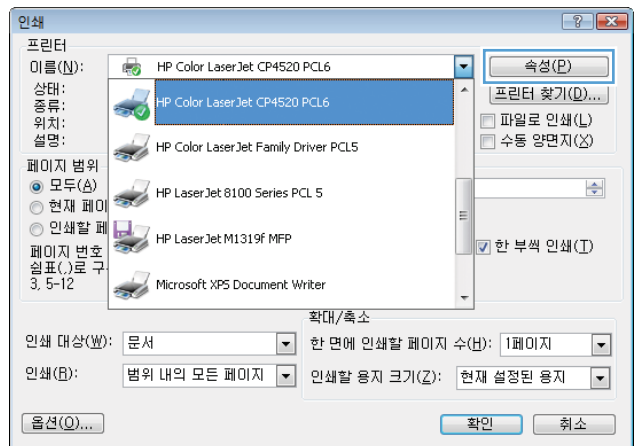 인쇄
프린터
이름(N): HP Color LaserJet CP4520 PCL6 속성(P)
상태: HP Color LaserJet CP4520 PCL6 프린터 찾기(D)...
종류: 파일로 인쇄(L)
위치: HP Color LaserJet Family Driver PCL5 수동 양면지(X)
설명:
페이지 범위
모두(A) HP LaserJet 8100 Series PCL 5
현재 페이
인쇄할 페 HP LaserJet M1319f MFP 한 부씩 인쇄(T)
페이지 번호
쉼표(,)로 구
3, 5-12 Microsoft XPS Document Writer
확대/축소
인쇄 대상(W): 문서 한 면에 인쇄할 페이지 수(H): 1페이지
인쇄(R): 범위 내의 모든 페이지 인쇄할 용지 크기(Z): 현재 설정된 용지
옵션(O)... 확인 취소